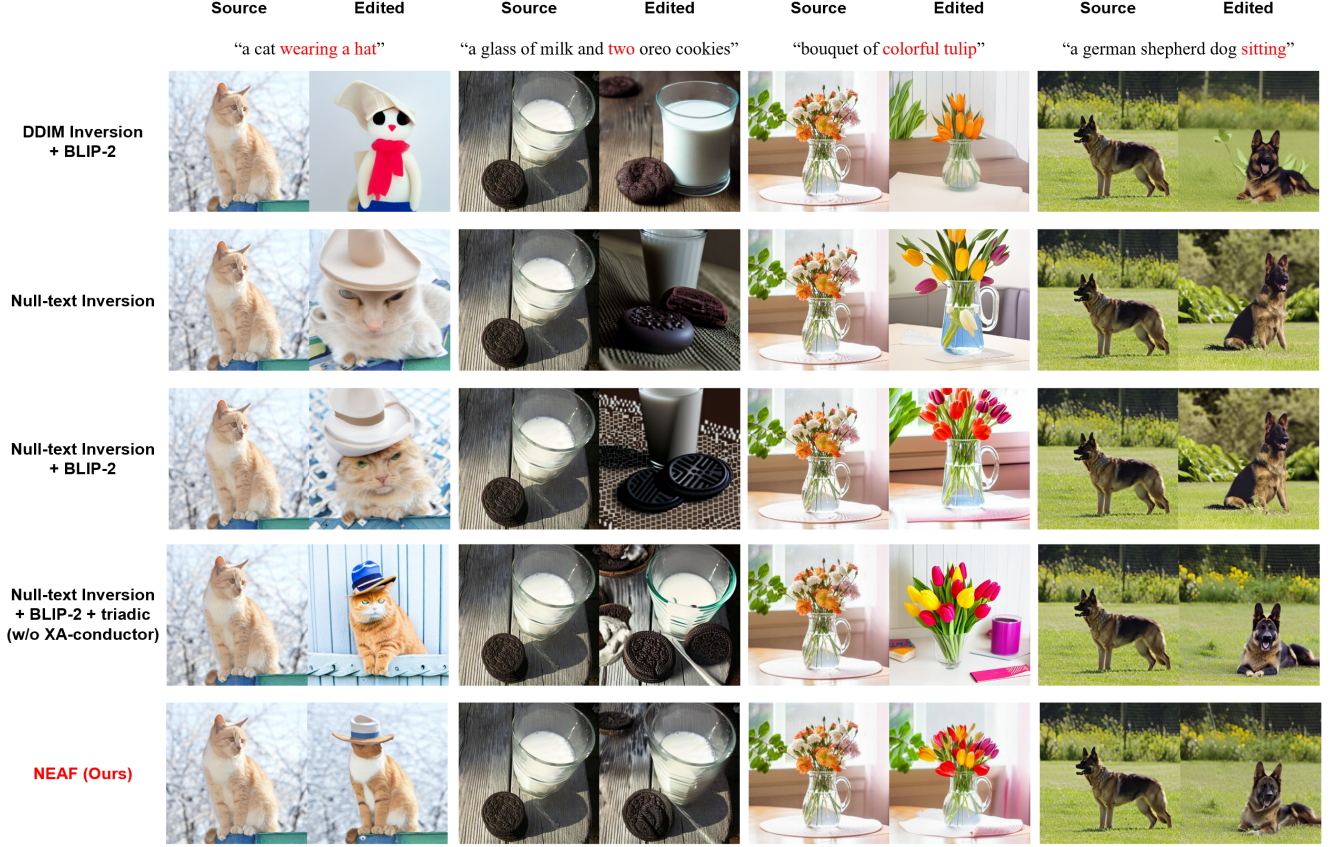 Source Edited Source Edited Source Edited Source Edited
“a cat wearing a hat” “a glass of milk and two oreo cookies” “bouquet of colorful tulip” “a german shepherd dog sitting”
DDIM Inversion
+ BLIP-2
Null-text Inversion
Null-text Inversion
+ BLIP-2
Null-text Inversion
+ BLIP-2 + triadic
(w/o XA-conductor)
NEAF (Ours)